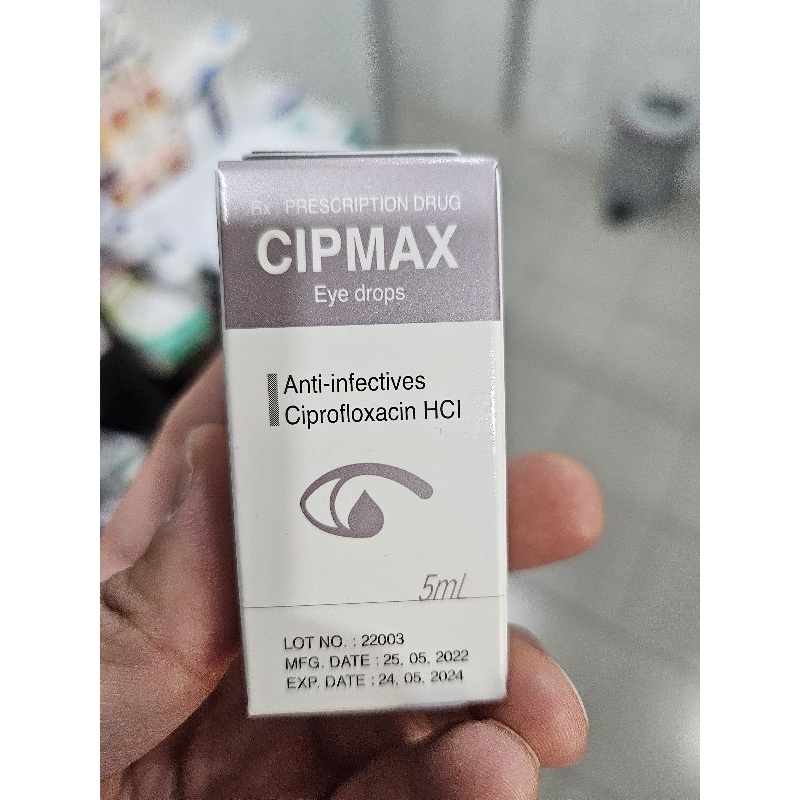 Rx PRESCRIPTION DRUG
CIPMAX
Eye drops
Anti-infectives
Ciprofloxacin HCl
5mL
LOT NO. : 22003
MFG. DATE : 25, 05, 2022
EXP. DATE : 24, 05, 2024